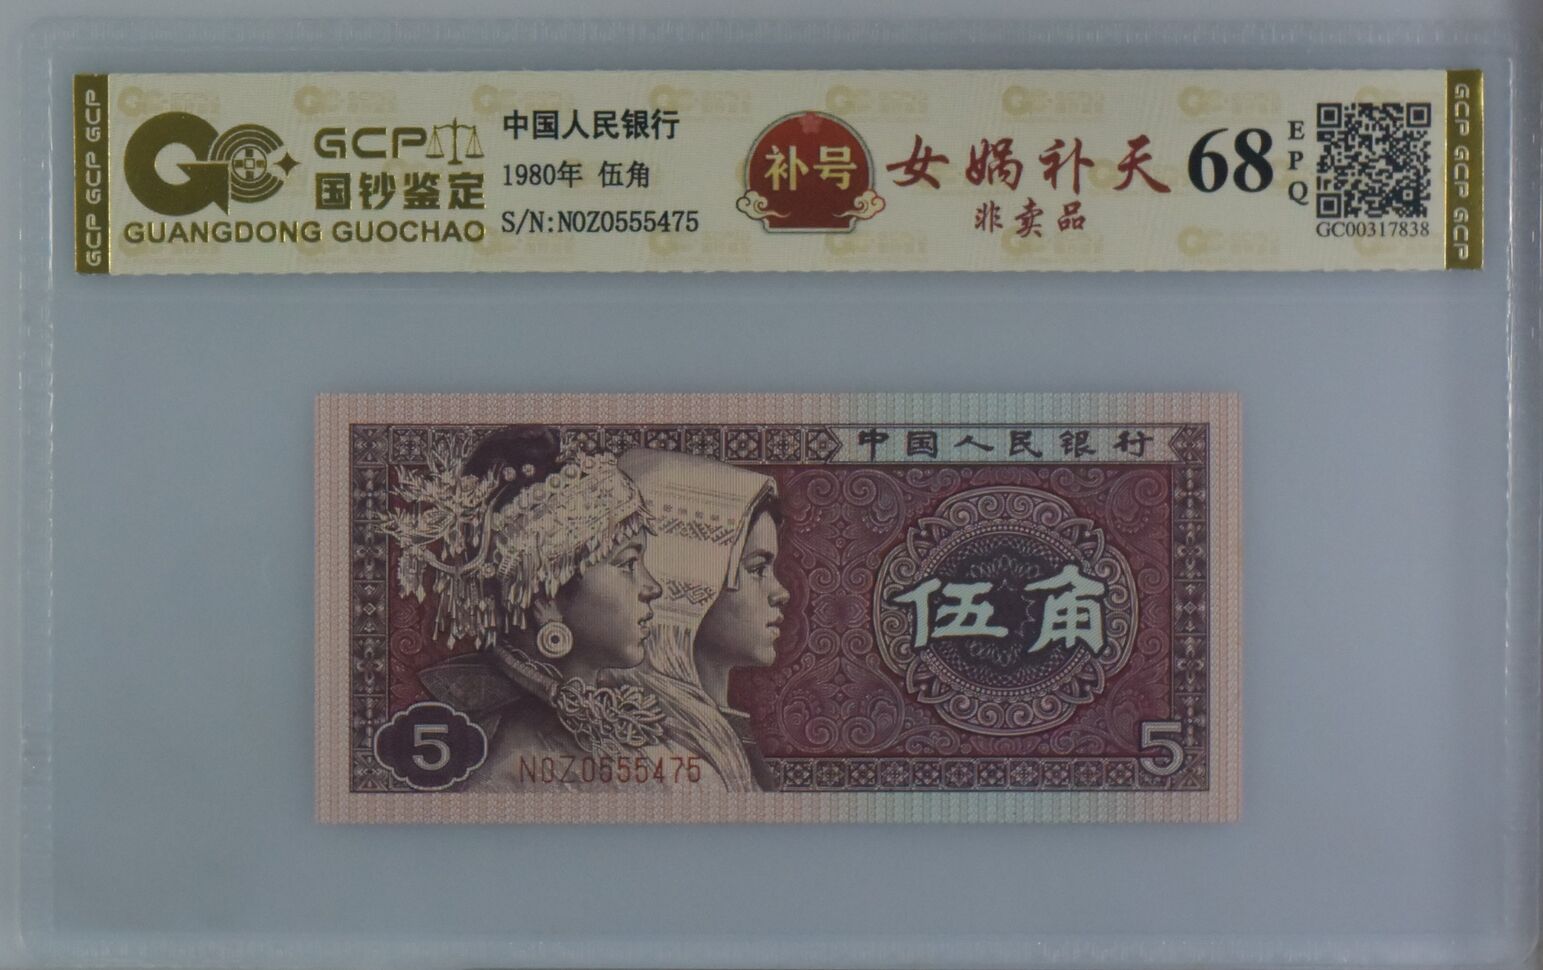 GCP GCP GCP
GCP
国钞鉴定
GUANGDONG GUOCHAO
中国人民银行
1980年 伍角
S/N:NOZ0555475
补号
女娲补天
非卖品
68
EPQ
GC00317838
GCP GCP GCP
中国人民银行
伍角
5
NOZ0555475
5